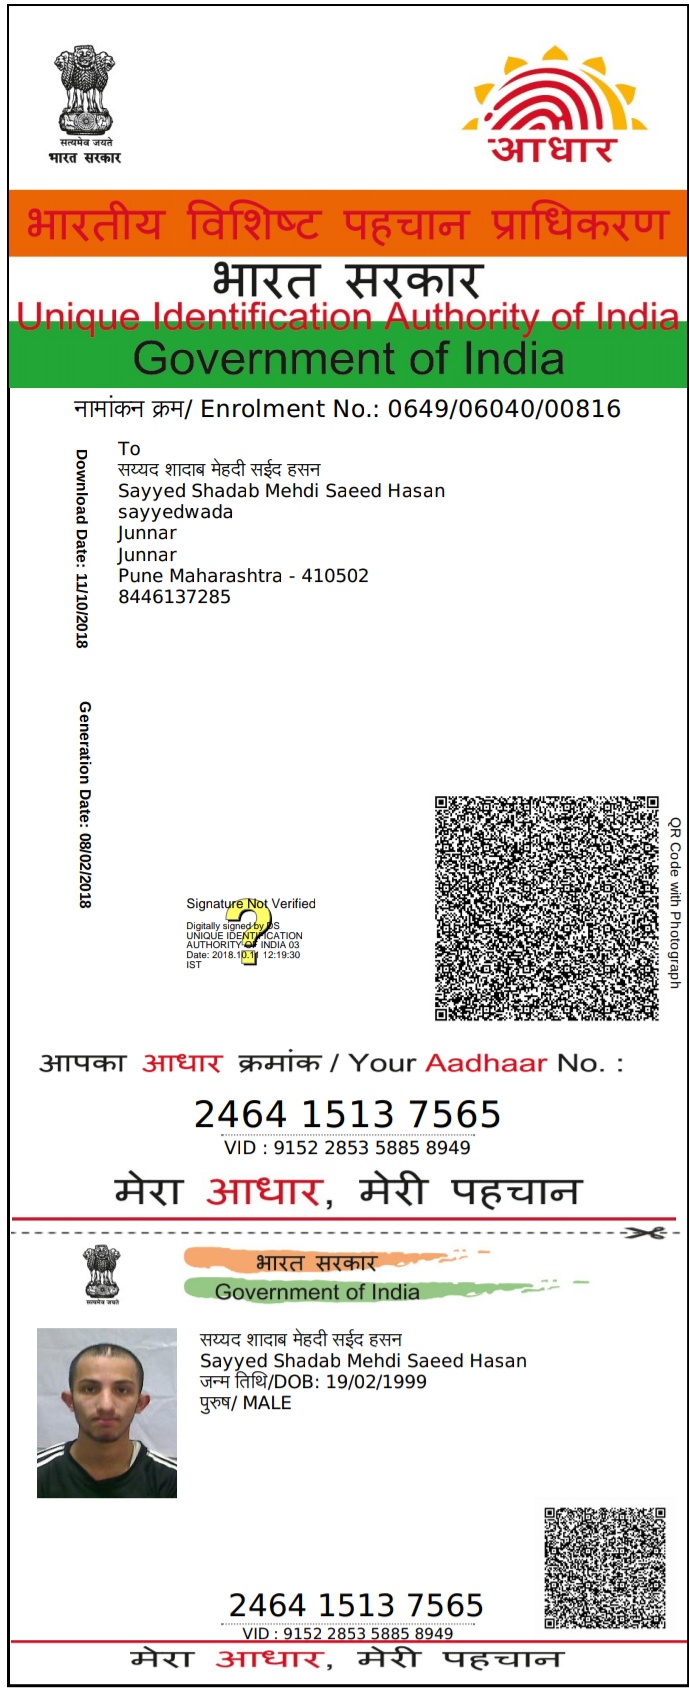 सत्यमेव जयते
भारत सरकार
आधार
भारतीय विशिष्ट पहचान प्राधिकरण
भारत सरकार
Unique Identification Authority of India
Government of India
नामांकन क्रम/ Enrolment No.: 0649/06040/00816
To
सय्यद शादाब मेहदी सईद हसन
Sayyed Shadab Mehdi Saeed Hasan
sayyedwada
Junnar
Junnar
Pune Maharashtra - 410502
8446137285
Download Date: 11/10/2018
Generation Date: 08/02/2018
QR Code with Photograph
Signature Not Verified
Digitally signed by DS
UNIQUE IDENTIFICATION
AUTHORITY OF INDIA 03
Date: 2018.10.11 12:19:30
IST
आपका आधार क्रमांक / Your Aadhaar No. :
2464 1513 7565
VID : 9152 2853 5885 8949
मेरा आधार, मेरी पहचान
सत्यमेव जयते
भारत सरकार
Government of India
सय्यद शादाब मेहदी सईद हसन
Sayyed Shadab Mehdi Saeed Hasan
जन्म तिथि/DOB: 19/02/1999
पुरुष/ MALE
2464 1513 7565
VID : 9152 2853 5885 8949
मेरा आधार, मेरी पहचान